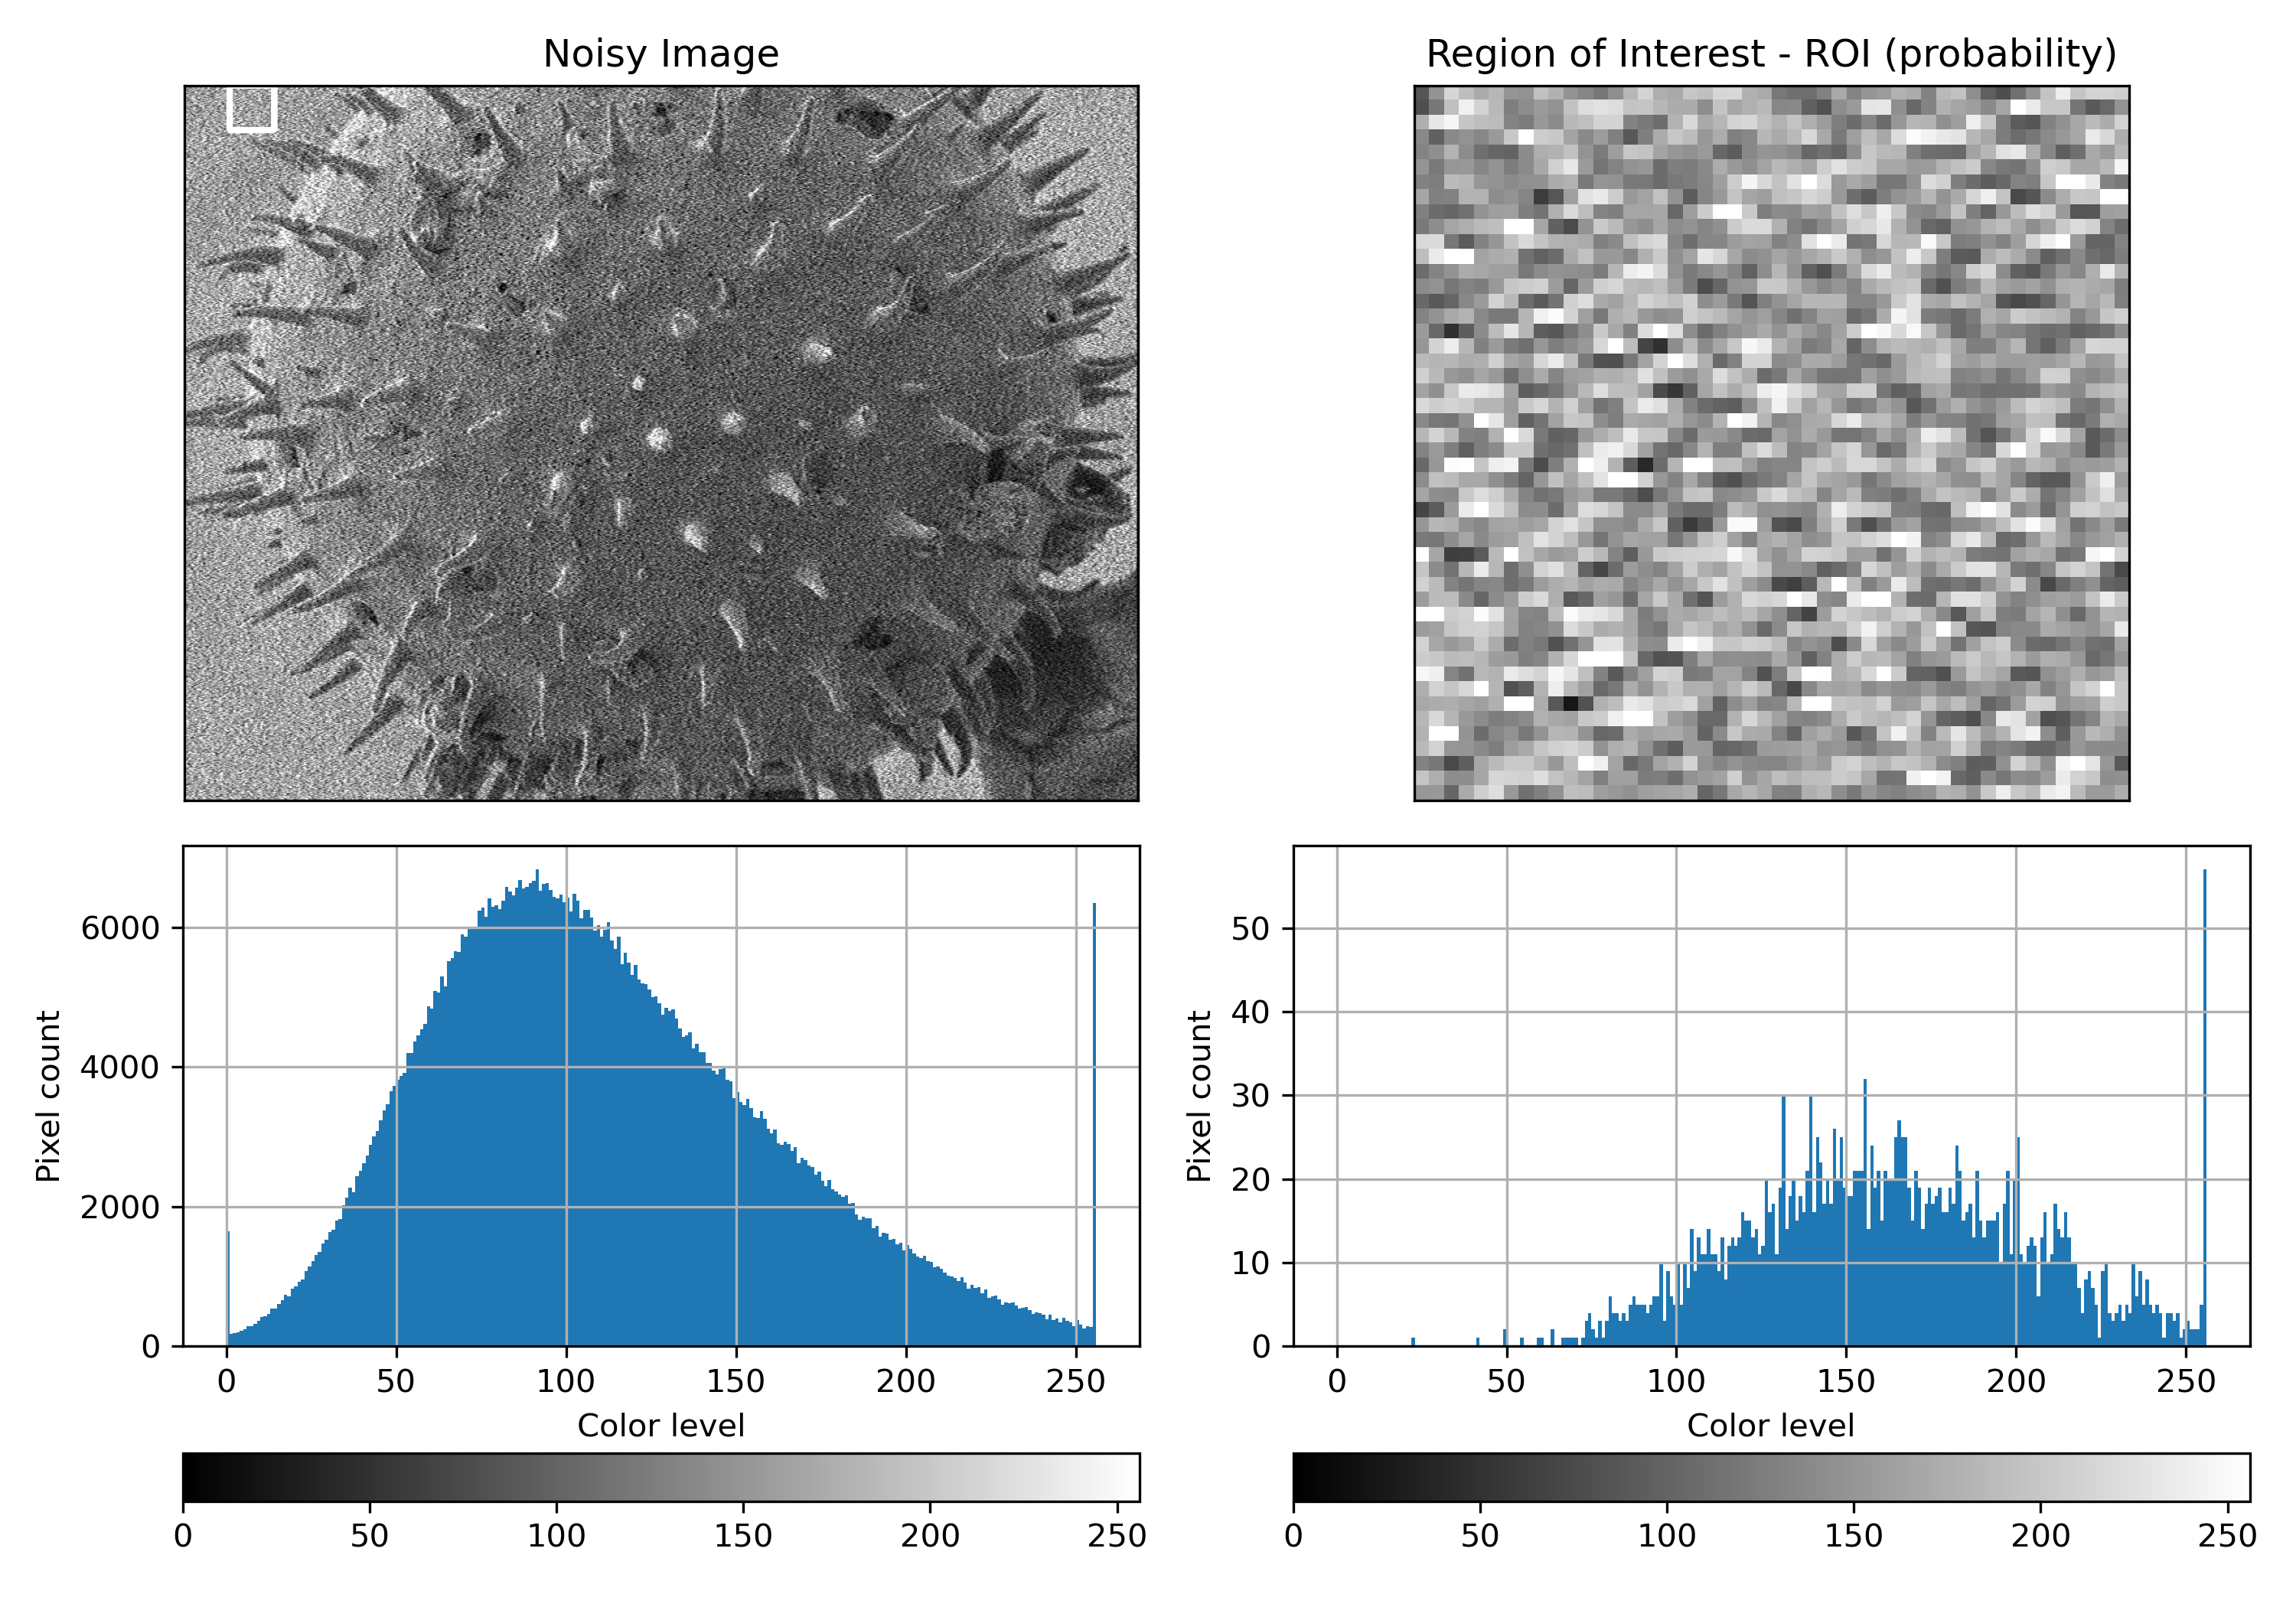 Noisy Image
Region of Interest - ROI (probability)
6000
4000
2000
0
Pixel count
0 50 100 150 200 250
Color level
0 50 100 150 200 250
50
40
30
20
10
0
Pixel count
0 50 100 150 200 250
Color level
0 50 100 150 200 250